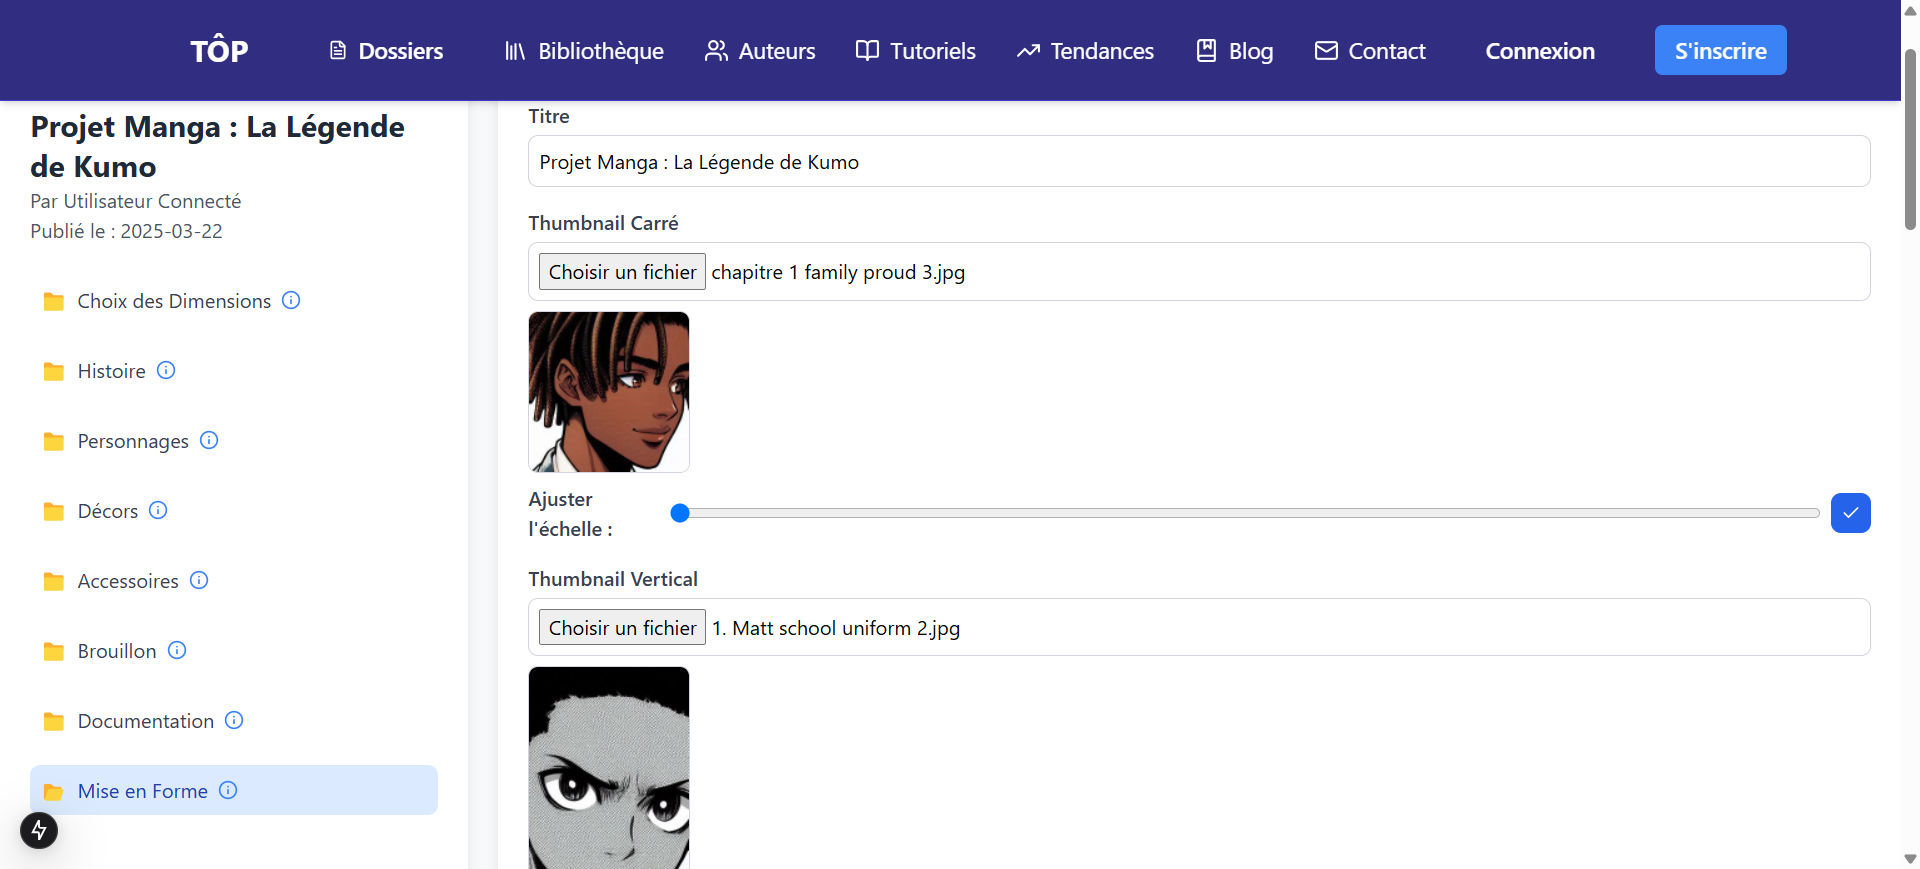 TÔP
Dossiers
Bibliothèque
Auteurs
Tutoriels
Tendances
Blog
Contact
Connexion
S'inscrire
Projet Manga : La Légende
de Kumo
Par Utilisateur Connecté
Publié le : 2025-03-22
Choix des Dimensions
Histoire
Personnages
Décors
Accessoires
Brouillon
Documentation
Mise en Forme
Titre
Projet Manga : La Légende de Kumo
Thumbnail Carré
Choisir un fichier chapitre 1 family proud 3.jpg
Ajuster
l'échelle :
Thumbnail Vertical
Choisir un fichier 1. Matt school uniform 2.jpg